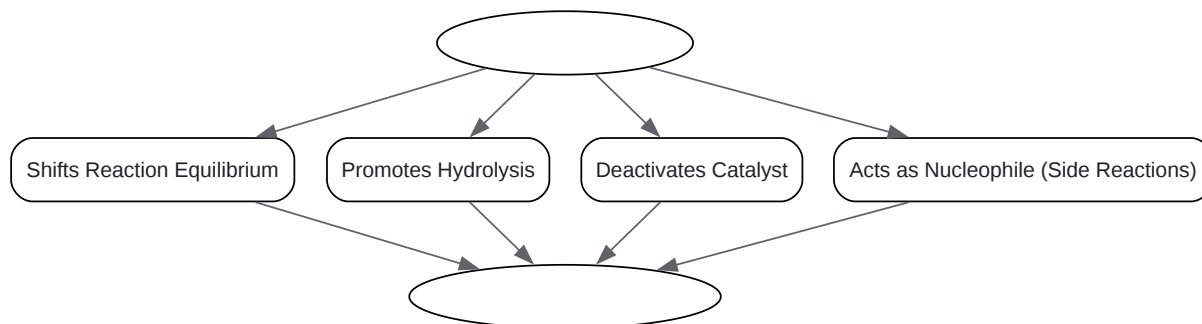 Shifts Reaction Equilibrium
Promotes Hydrolysis
Deactivates Catalyst
Acts as Nucleophile (Side Reactions)